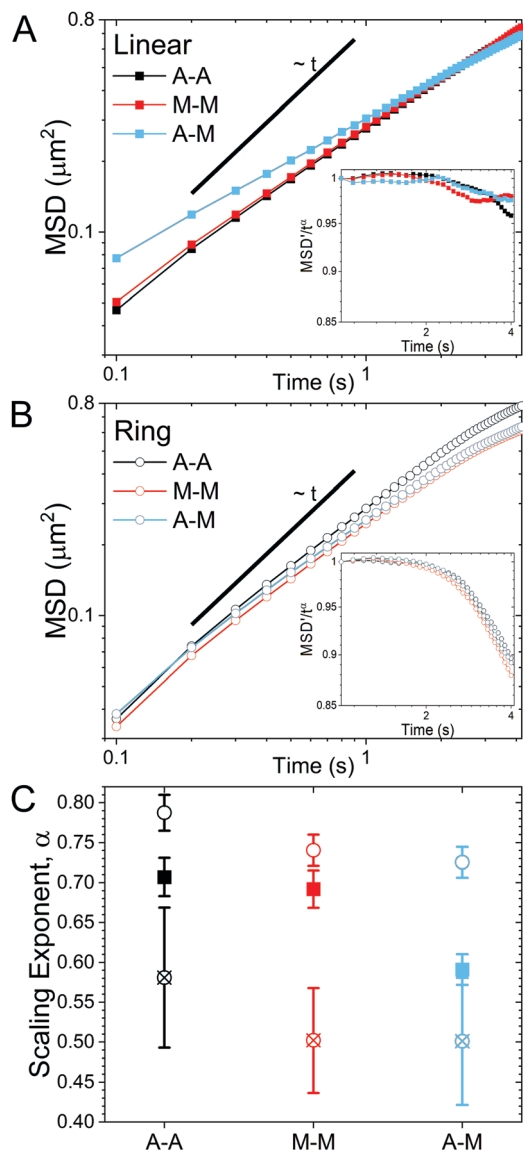 A
Linear
A-A
M-M
A-M
~ t
MSD (μm²)
0.8
0.1
0.1
1
Time (s)
MSD'/tᵅ
1
0.95
0.9
0.85
2
4
Time (s)
B
Ring
A-A
M-M
A-M
~ t
MSD (μm²)
0.8
0.1
0.1
1
Time (s)
MSD'/tᵅ
1
0.95
0.9
0.85
2
4
Time (s)
C
Scaling Exponent, α
0.80
0.75
0.70
0.65
0.60
0.55
0.50
0.45
0.40
A-A
M-M
A-M